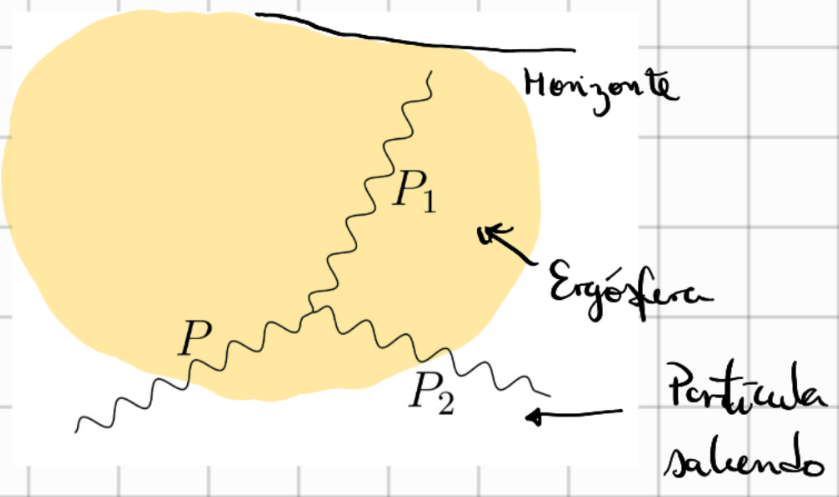 Horizonte
P₁
Ergósfera
P
P₂
Partícula
saliendo